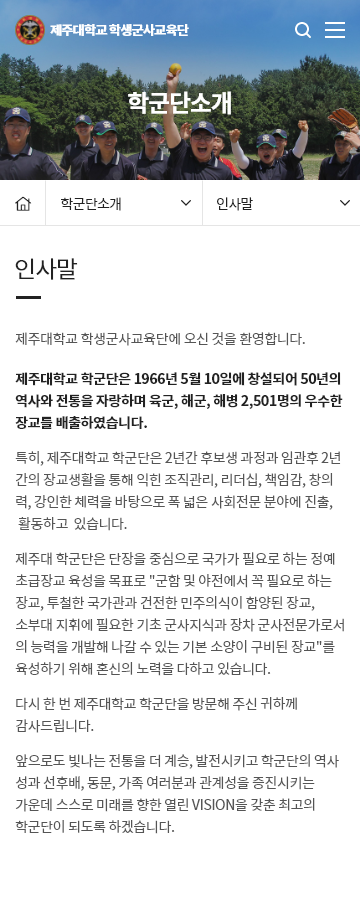 제주대학교 학생군사교육단
학군단소개
학군단소개
인사말
인사말
제주대학교 학생군사교육단에 오신 것을 환영합니다.
제주대학교 학군단은 1966년 5월 10일에 창설되어 50년의
역사와 전통을 자랑하며 육군, 해군, 해병 2,501명의 우수한
장교를 배출하였습니다.
특히, 제주대학교 학군단은 2년간 후보생 과정과 임관후 2년
간의 장교생활을 통해 익힌 조직관리, 리더십, 책임감, 창의
력, 강인한 체력을 바탕으로 폭 넓은 사회전문 분야에 진출,
활동하고 있습니다.
제주대 학군단은 단장을 중심으로 국가가 필요로 하는 정예
초급장교 육성을 목표로 "군함 및 야전에서 꼭 필요로 하는
장교, 투철한 국가관과 건전한 민주의식이 함양된 장교,
소부대 지휘에 필요한 기초 군사지식과 장차 군사전문가로서
의 능력을 개발해 나갈 수 있는 기본 소양이 구비된 장교"를
육성하기 위해 혼신의 노력을 다하고 있습니다.
다시 한 번 제주대학교 학군단을 방문해 주신 귀하께
감사드립니다.
앞으로도 빛나는 전통을 더 계승, 발전시키고 학군단의 역사
성과 선후배, 동문, 가족 여러분과 관계성을 증진시키는
가운데 스스로 미래를 향한 열린 VISION을 갖춘 최고의
학군단이 되도록 하겠습니다.